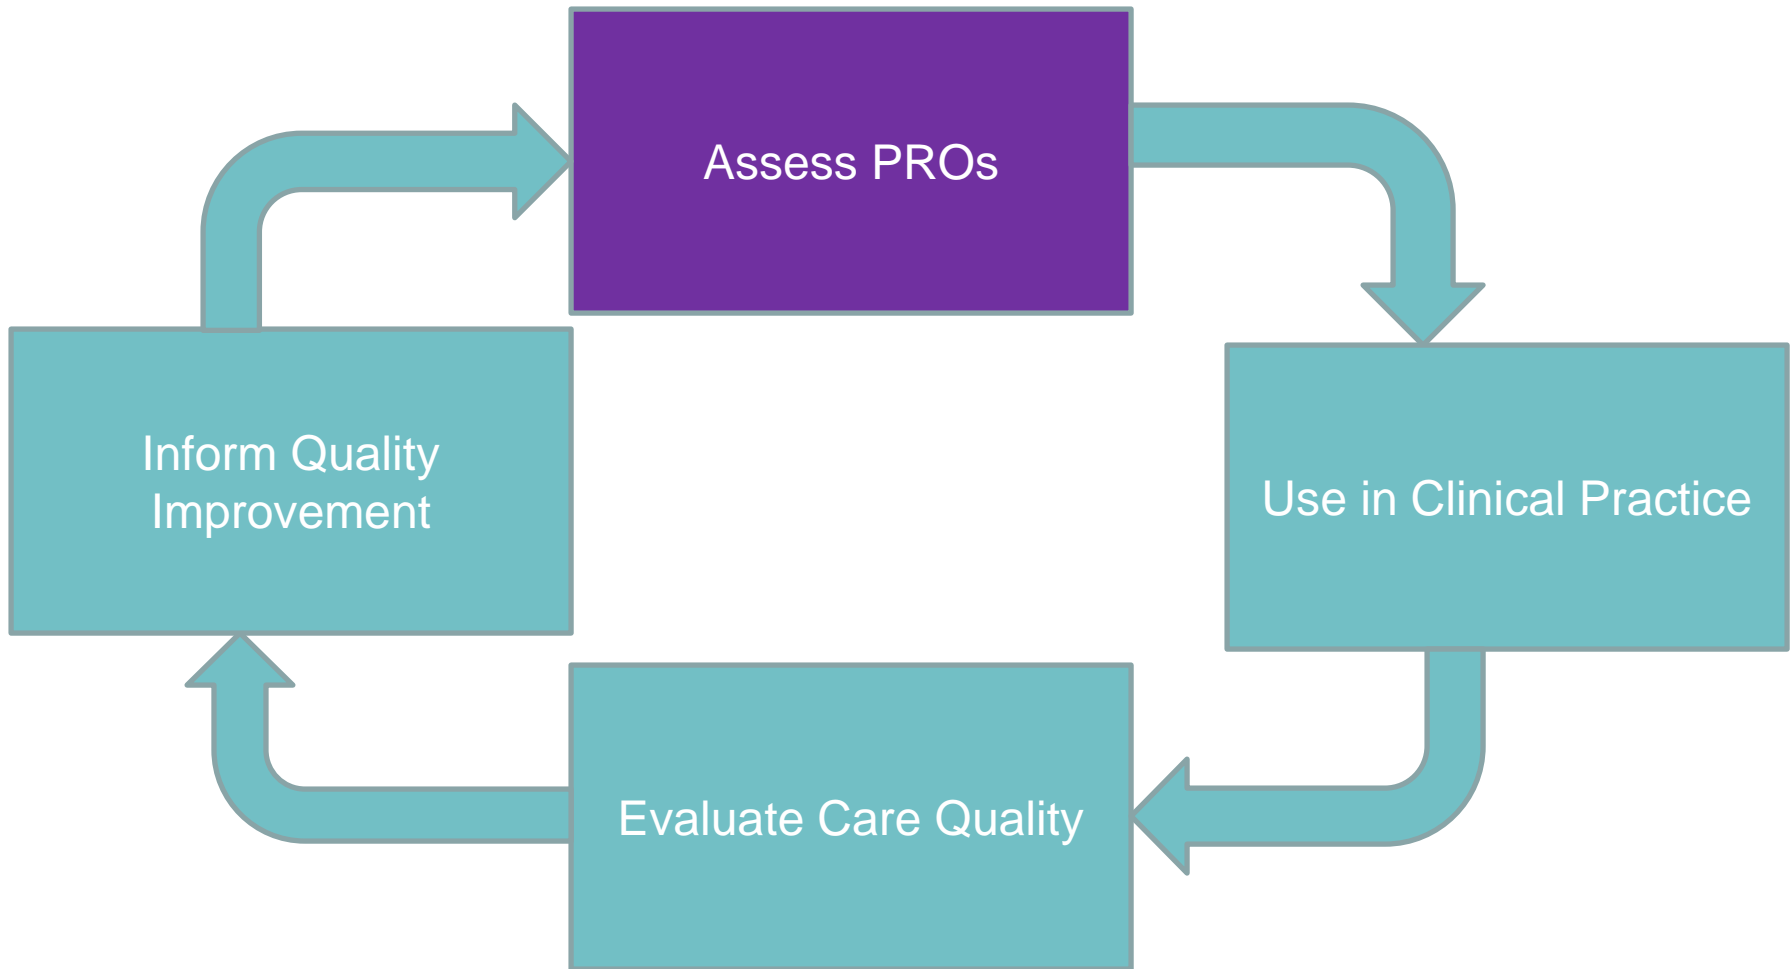 Assess PROs
Use in Clinical Practice
Evaluate Care Quality
Inform Quality
Improvement